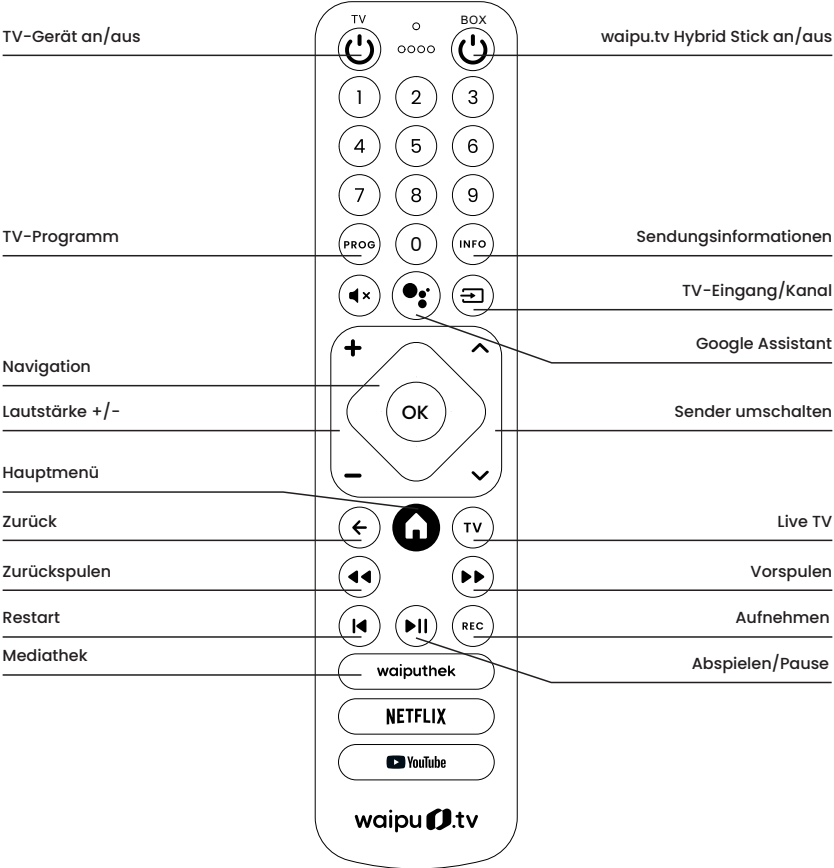 TV
BOX
TV-Gerät an/aus
waipu.tv Hybrid Stick an/aus
1
2
3
4
5
6
7
8
9
TV-Programm
PROG
0
INFO
Sendungsinformationen
TV-Eingang/Kanal
Google Assistant
Navigation
Lautstärke +/-
OK
Sender umschalten
Hauptmenü
Zurück
TV
Live TV
Zurückspulen
Vorspulen
Restart
REC
Aufnehmen
Mediathek
waiputhek
Abspielen/Pause
NETFLIX
YouTube
waipu.tv